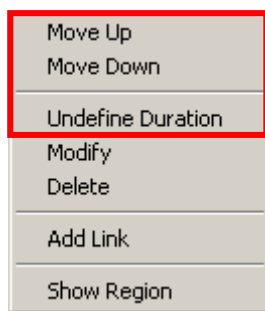 Move Up
Move Down
Undefine Duration
Modify
Delete
Add Link
Show Region